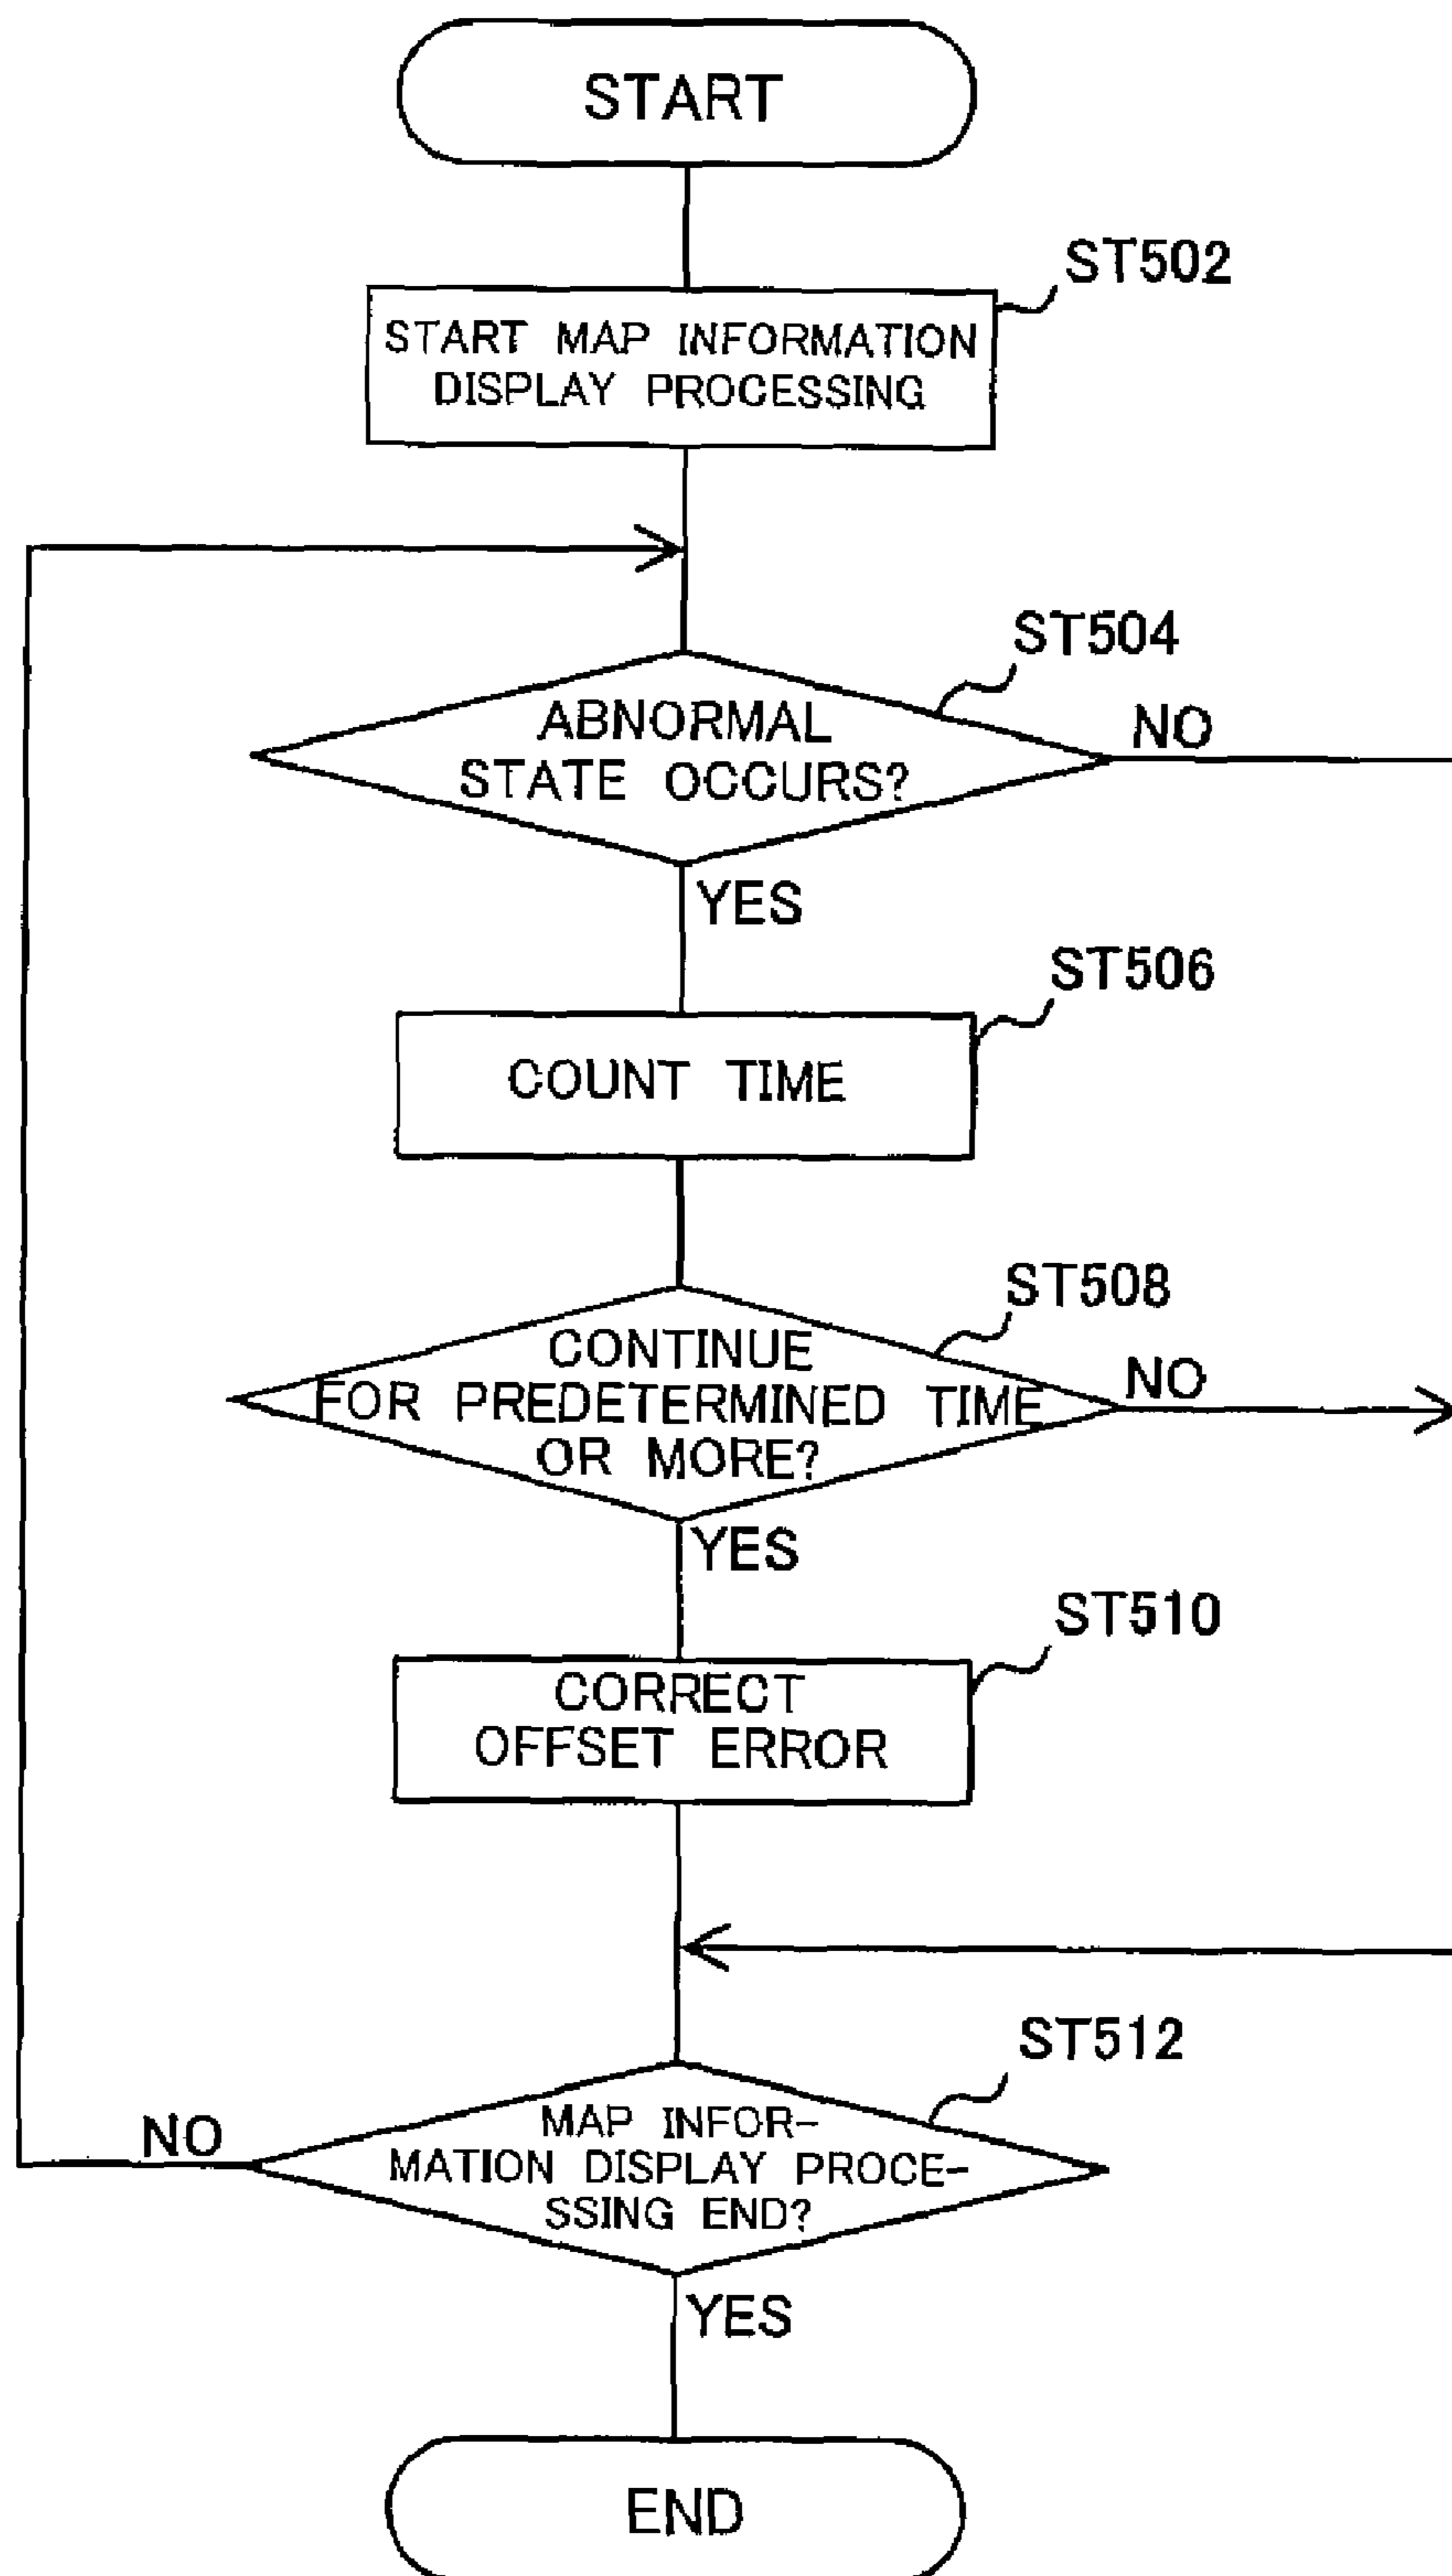 START
ST502
START MAP INFORMATION
DISPLAY PROCESSING
ST504
ABNORMAL
STATE OCCURS?
NO
YES
ST506
COUNT TIME
ST508
CONTINUE
FOR PREDETERMINED TIME
OR MORE?
NO
YES
ST510
CORRECT
OFFSET ERROR
ST512
MAP INFOR-
MATION DISPLAY PROCE-
SSING END?
NO
YES
END